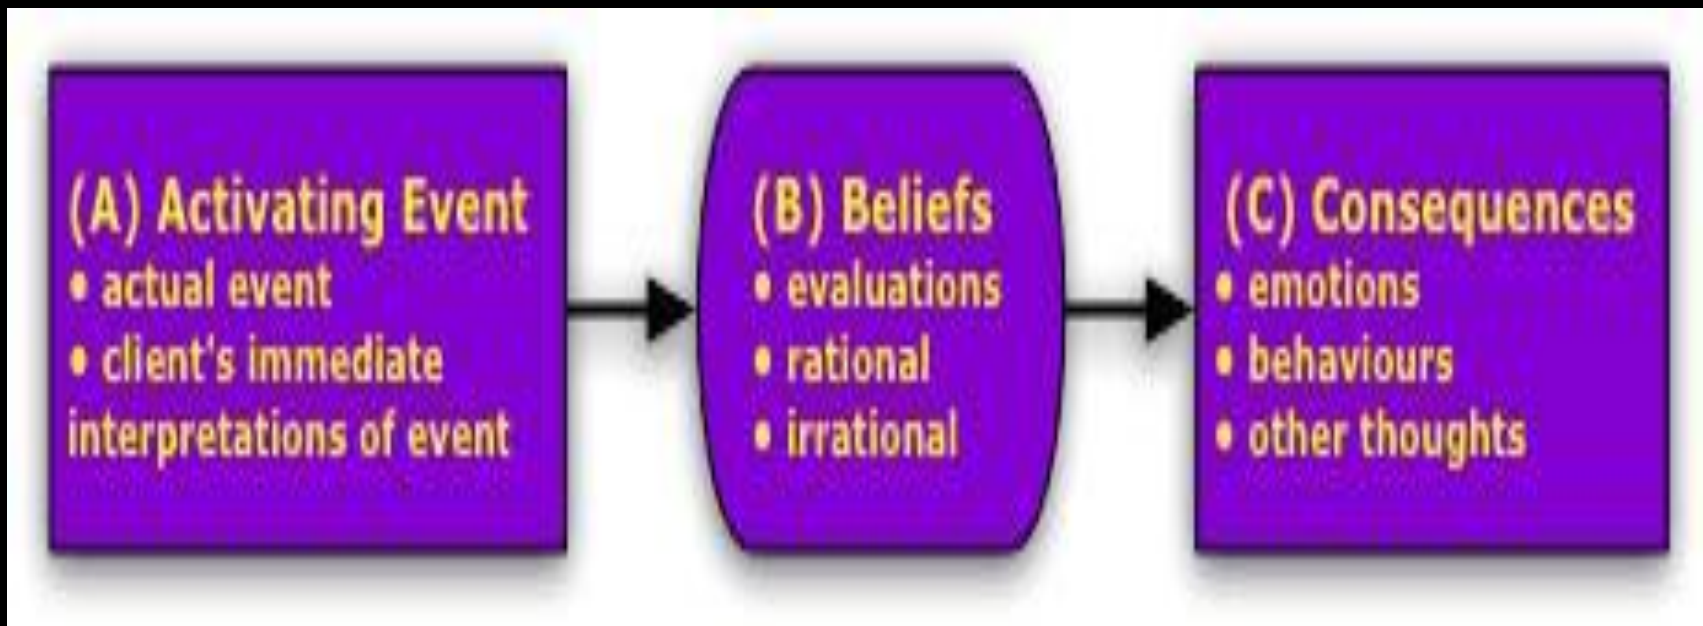 (A) Activating Event
• actual event
• client's immediate
interpretations of event
(B) Beliefs
• evaluations
• rational
• irrational
(C) Consequences
• emotions
• behaviours
• other thoughts